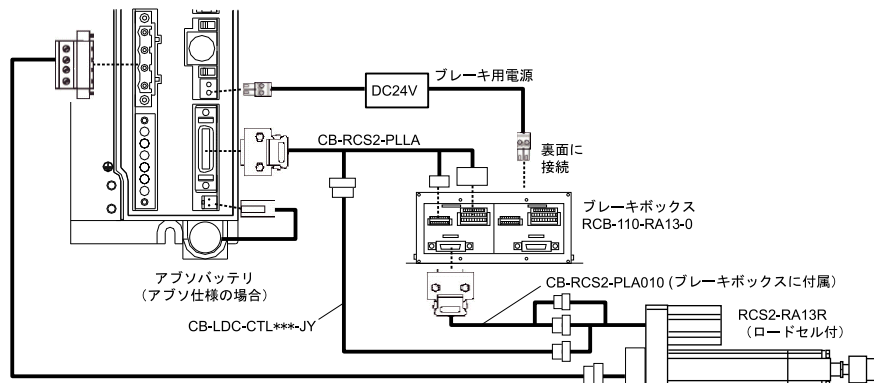 ブレーキ用電源
DC24V
CB-RCS2-PLLA
裏面に
接続
ブレーキボックス
RCB-110-RA13-0
アブソバッテリ
(アブソ仕様の場合)
CB-RCS2-PLA010 (ブレーキボックスに付属)
CB-LDC-CTL***-JY
RCS2-RA13R
(ロードセル付)